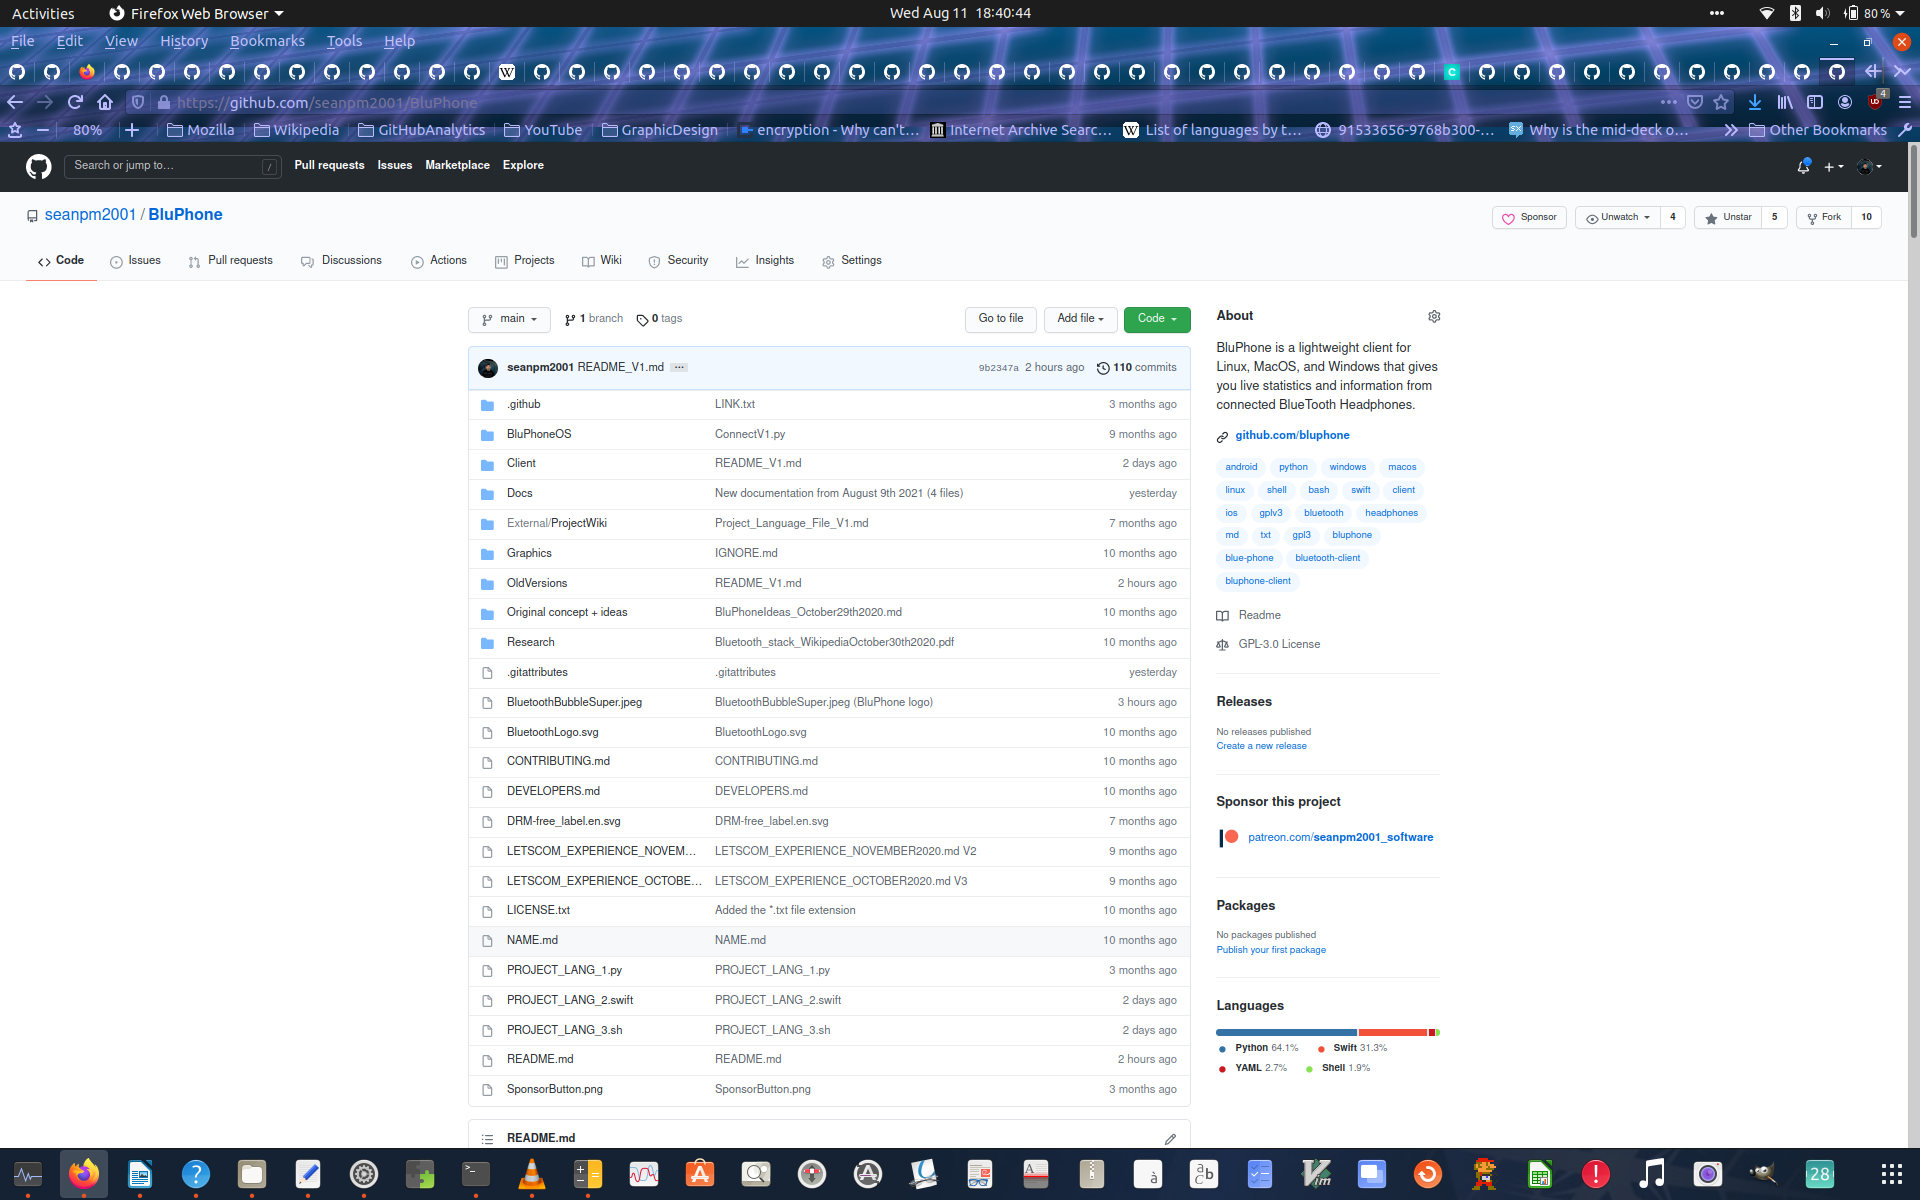 Activities Firefox Web Browser Wed Aug 11 18:40:44 80 %
File Edit View History Bookmarks Tools Help
https://github.com/seanpm2001/BluPhone 4
80% Mozilla Wikipedia GitHubAnalytics YouTube GraphicDesign encryption - Why can't... Internet Archive Searc... List of languages by t... 91533656-9768b300-... Why is the mid-deck o... Other Bookmarks
Search or jump to... / Pull requests Issues Marketplace Explore
seanpm2001 / BluPhone Sponsor Unwatch 4 Unstar 5 Fork 10
Code Issues Pull requests Discussions Actions Projects Wiki Security Insights Settings
main 1 branch 0 tags Go to file Add file Code
seanpm2001 README_V1.md ... 9b2347a 2 hours ago 110 commits
.github LINK.txt 3 months ago
BluPhoneOS ConnectV1.py 9 months ago
Client README_V1.md 2 days ago
Docs New documentation from August 9th 2021 (4 files) yesterday
External/ProjectWiki Project_Language_File_V1.md 7 months ago
Graphics IGNORE.md 10 months ago
OldVersions README_V1.md 2 hours ago
Original concept + ideas BluPhoneIdeas_October29th2020.md 10 months ago
Research Bluetooth_stack_WikipediaOctober30th2020.pdf 10 months ago
.gitattributes .gitattributes yesterday
BluetoothBubbleSuper.jpeg BluetoothBubbleSuper.jpeg (BluPhone logo) 3 hours ago
BluetoothLogo.svg BluetoothLogo.svg 10 months ago
CONTRIBUTING.md CONTRIBUTING.md 10 months ago
DEVELOPERS.md DEVELOPERS.md 10 months ago
DRM-free_label.en.svg DRM-free_label.en.svg 7 months ago
LETSCOM_EXPERIENCE_NOVEM... LETSCOM_EXPERIENCE_NOVEMBER2020.md V2 9 months ago
LETSCOM_EXPERIENCE_OCTOBE... LETSCOM_EXPERIENCE_OCTOBER2020.md V3 9 months ago
LICENSE.txt Added the *.txt file extension 10 months ago
NAME.md NAME.md 10 months ago
PROJECT_LANG_1.py PROJECT_LANG_1.py 3 months ago
PROJECT_LANG_2.swift PROJECT_LANG_2.swift 2 days ago
PROJECT_LANG_3.sh PROJECT_LANG_3.sh 2 days ago
README.md README.md 2 hours ago
SponsorButton.png SponsorButton.png 3 months ago
README.md
About
BluPhone is a lightweight client for
Linux, MacOS, and Windows that gives
you live statistics and information from
connected BlueTooth Headphones.
github.com/bluphone
android python windows macos
linux shell bash swift client
ios gplv3 bluetooth headphones
md txt gpl3 bluphone
blue-phone bluetooth-client
bluphone-client
Readme
GPL-3.0 License
Releases
No releases published
Create a new release
Sponsor this project
patreon.com/seanpm2001_software
Packages
No packages published
Publish your first package
Languages
Python 64.1% Swift 31.3%
YAML 2.7% Shell 1.9%
28